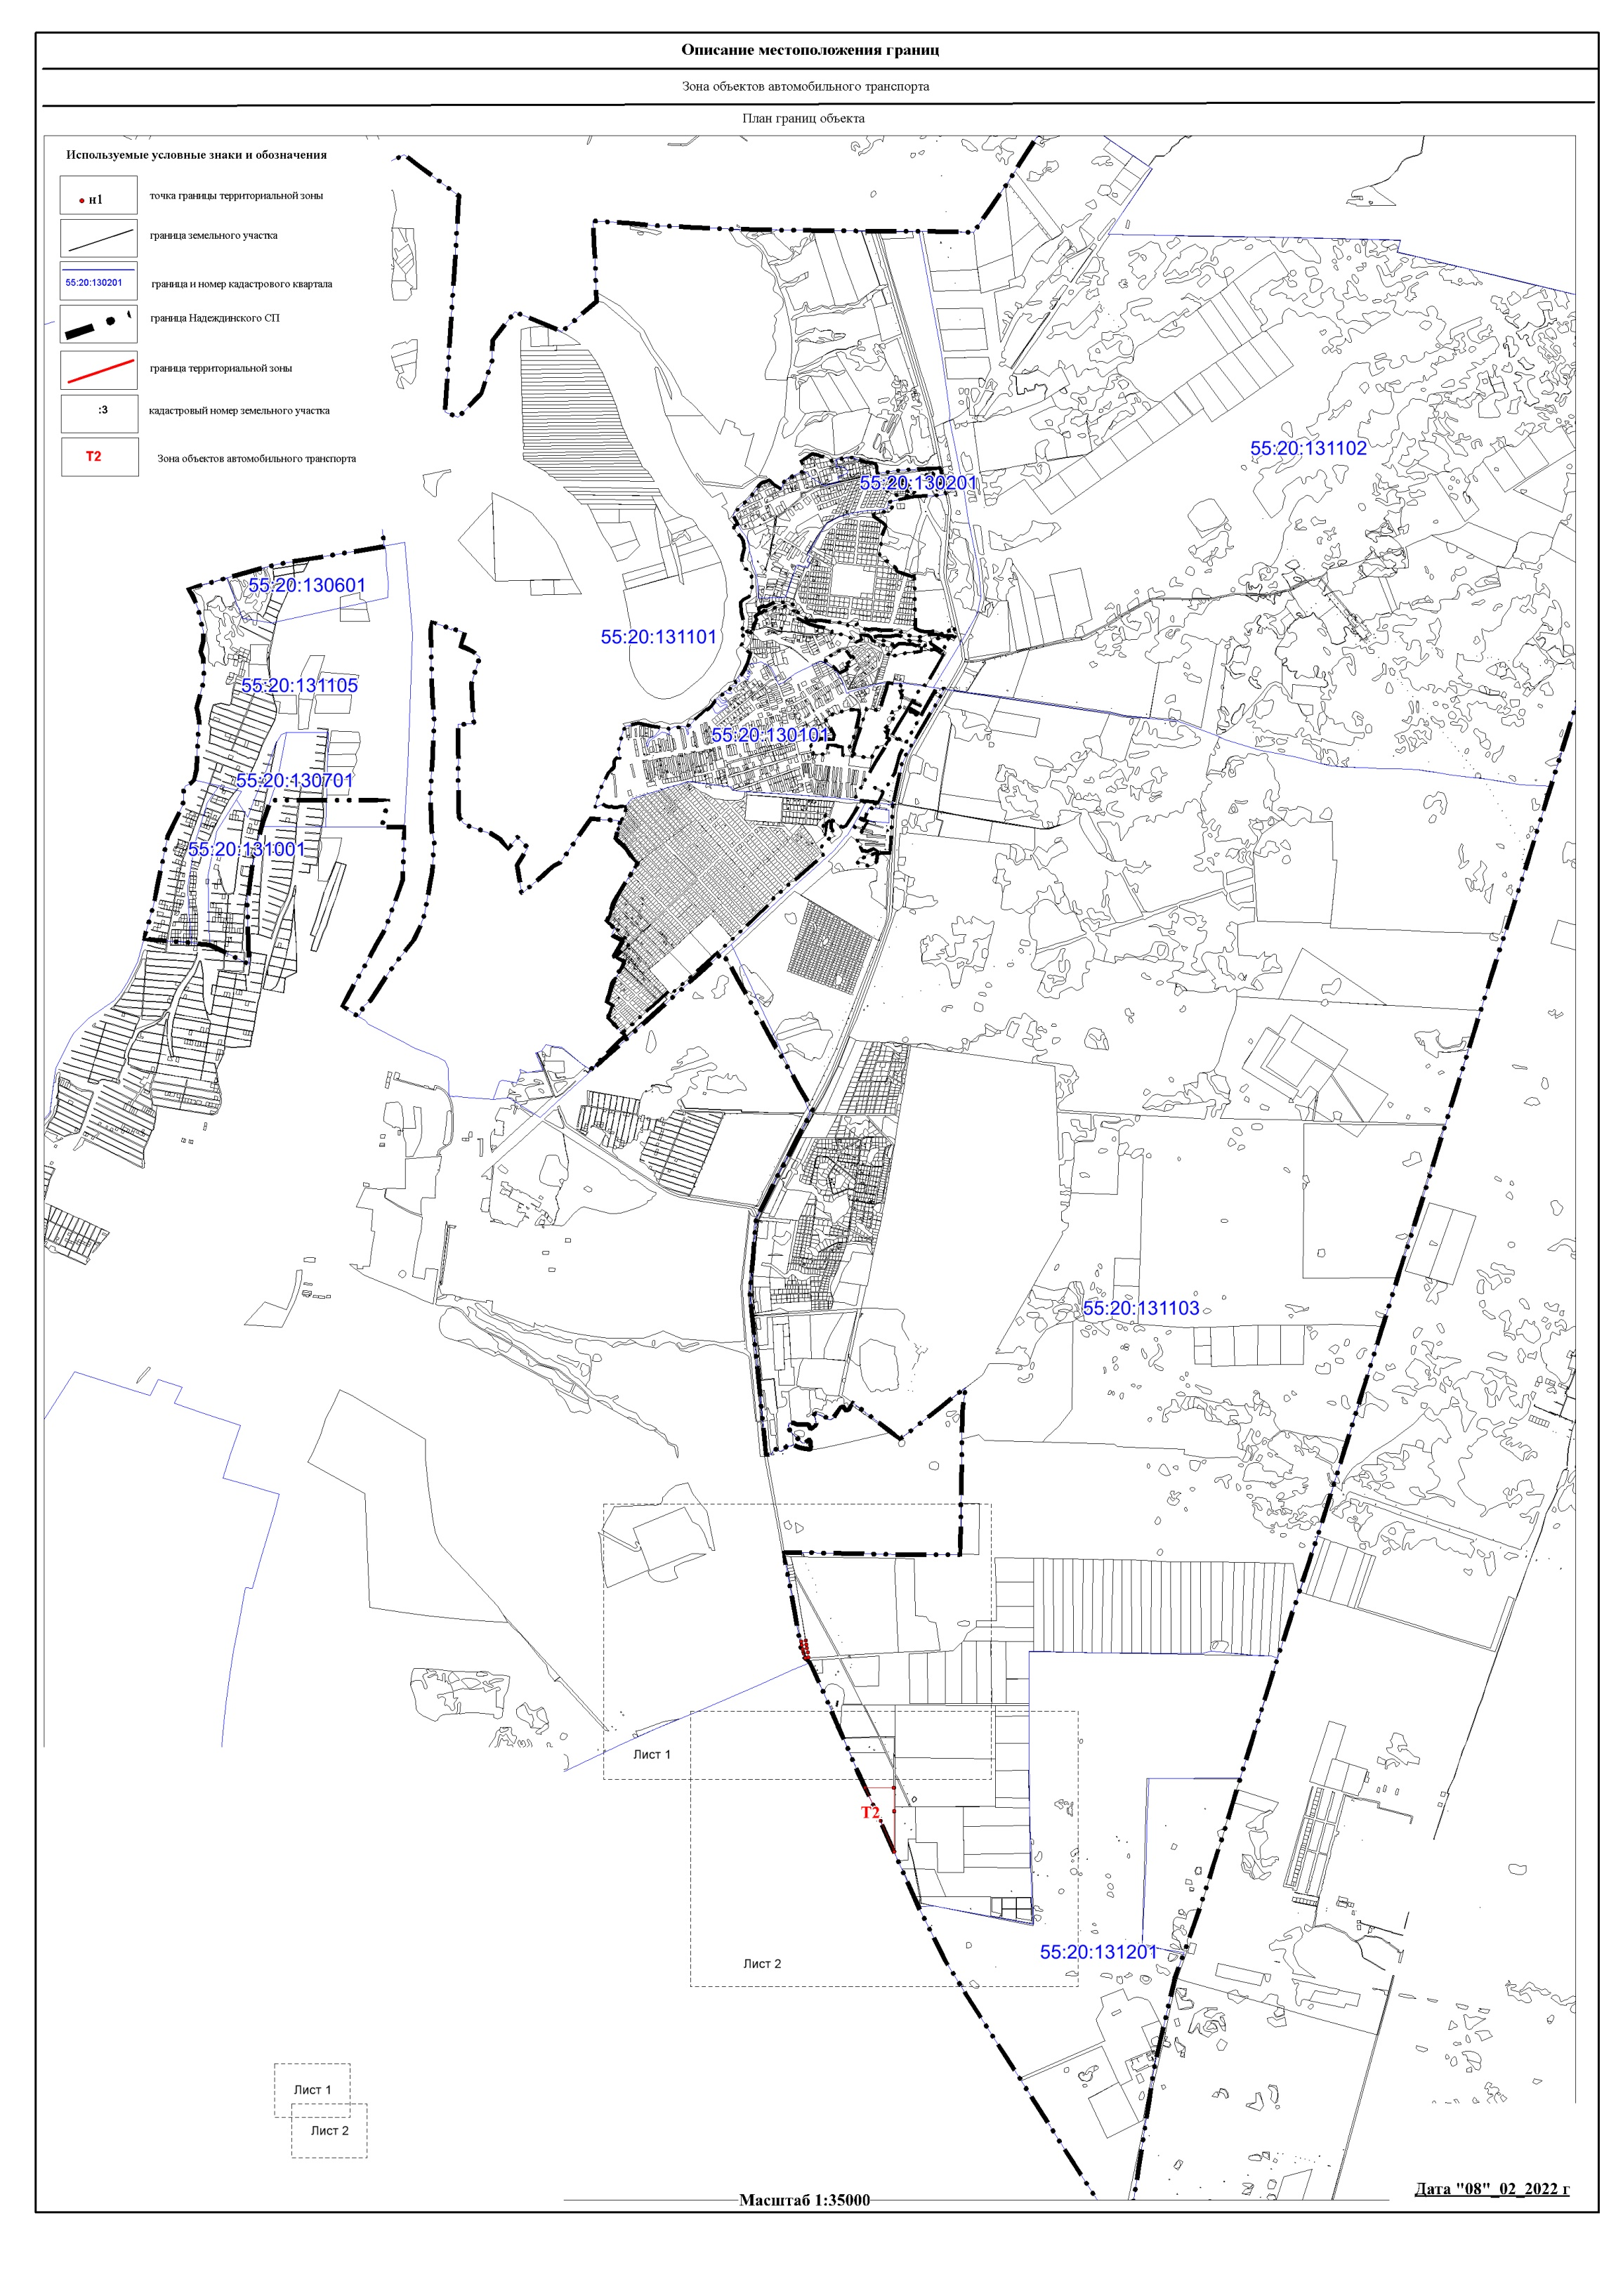 Описание местоположения границ
Зона объектов автомобильного транспорта
План границ объекта
Используемые условные знаки и обозначения
н1
точка границы территориальной зоны
граница земельного участка
55:20:130201
граница и номер кадастрового квартала
граница Надеждинского СП
граница территориальной зоны
:3
кадастровый номер земельного участка
Т2
Зона объектов автомобильного транспорта
55:20:131102
55:20:130201
55:20:130601
55:20:131101
55:20:131105
55:20:130101
55:20:130701
55:20:131001
55:20:131103
Лист 1
Т2
55:20:131201
Лист 2
Лист 1
Лист 2
Масштаб 1:35000
Дата "08"_02_2022 г